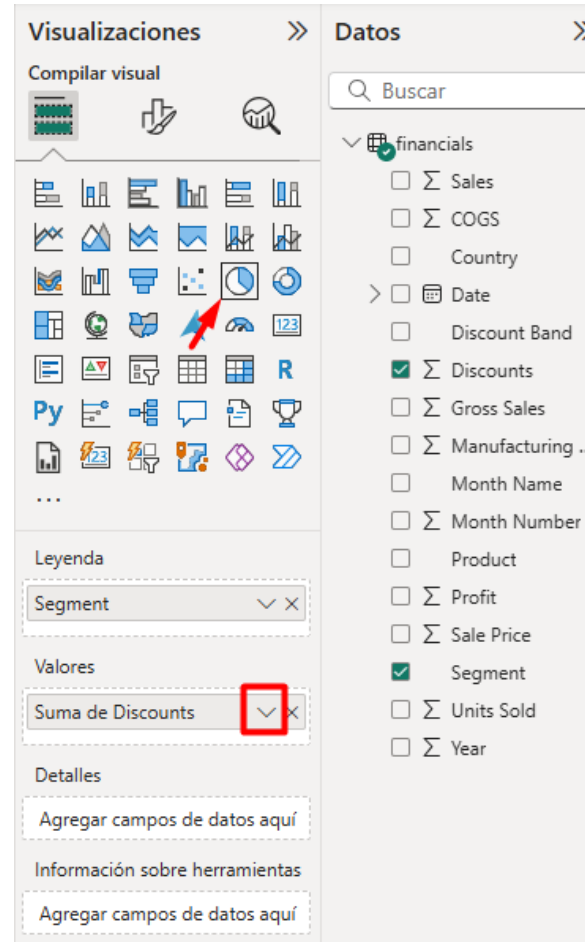 Visualizaciones
Compilar visual
123
R
Py
123
...
Leyenda
Segment
Valores
Suma de Discounts
Detalles
Agregar campos de datos aquí
Información sobre herramientas
Agregar campos de datos aquí
Datos
Buscar
financials
Σ Sales
Σ COGS
Country
Date
Discount Band
Σ Discounts
Σ Gross Sales
Σ Manufacturing ..
Month Name
Σ Month Number
Product
Σ Profit
Σ Sale Price
Segment
Σ Units Sold
Σ Year